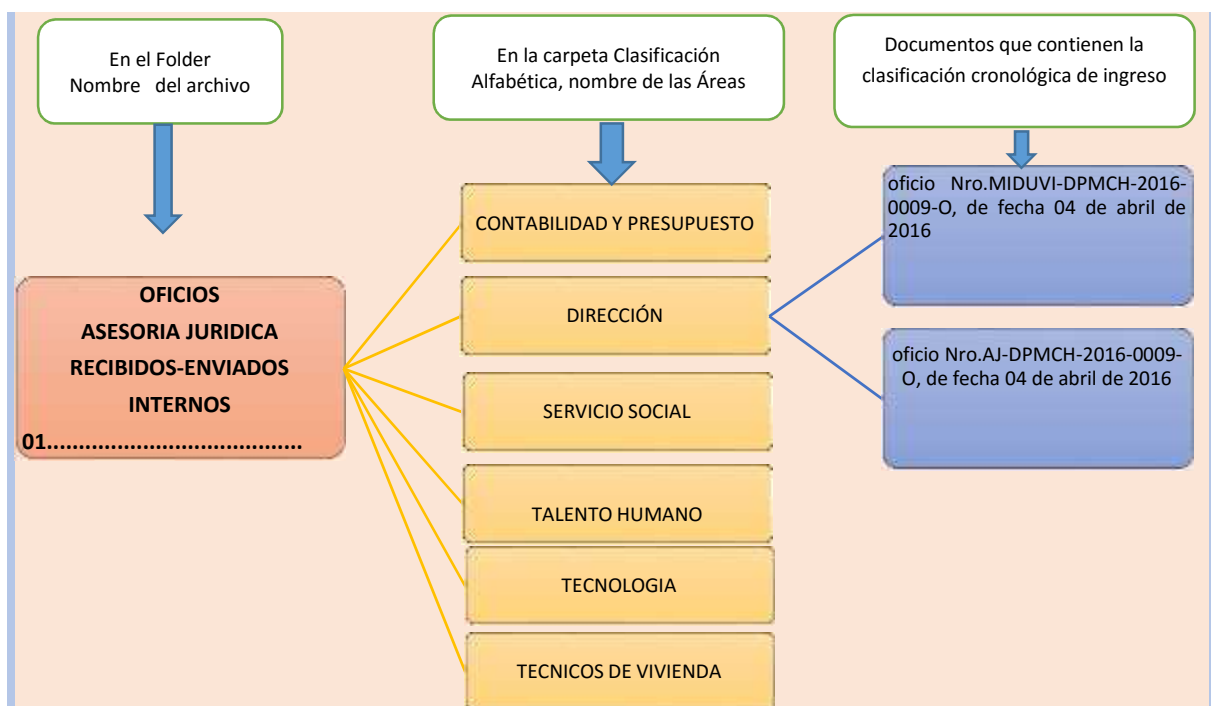 En el Folder
Nombre del archivo
En la carpeta Clasificación
Alfabética, nombre de las Áreas
Documentos que contienen la
clasificación cronológica de ingreso
OFICIOS
ASESORIA JURIDICA
RECIBIDOS-ENVIADOS
INTERNOS
01.......................................
CONTABILIDAD Y PRESUPUESTO
DIRECCIÓN
SERVICIO SOCIAL
TALENTO HUMANO
TECNOLOGIA
TECNICOS DE VIVIENDA
oficio Nro.MIDUVI-DPMCH-2016-
0009-O, de fecha 04 de abril de
2016
oficio Nro.AJ-DPMCH-2016-0009-
O, de fecha 04 de abril de 2016